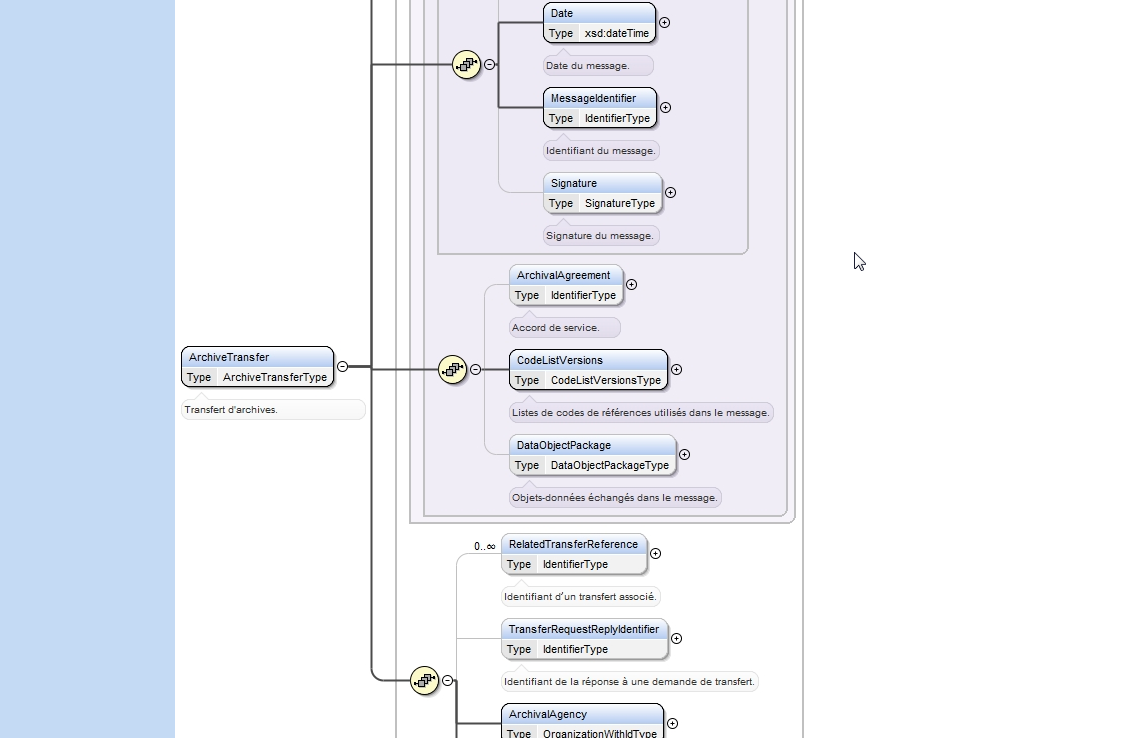 Date
Type xsd:dateTime
Date du message.
MessageIdentifier
Type IdentifierType
Identifiant du message.
Signature
Type SignatureType
Signature du message.
ArchivalAgreement
Type IdentifierType
Accord de service.
ArchiveTransfer
Type ArchiveTransferType
Transfert d'archives.
CodeListVersions
Type CodeListVersionsType
Listes de codes de références utilisés dans le message.
DataObjectPackage
Type DataObjectPackageType
Objets-données échangés dans le message.
0..∞
RelatedTransferReference
Type IdentifierType
Identifiant d’un transfert associé.
TransferRequestReplyIdentifier
Type IdentifierType
Identifiant de la réponse à une demande de transfert.
ArchivalAgency
Type OrganizationWithIdType